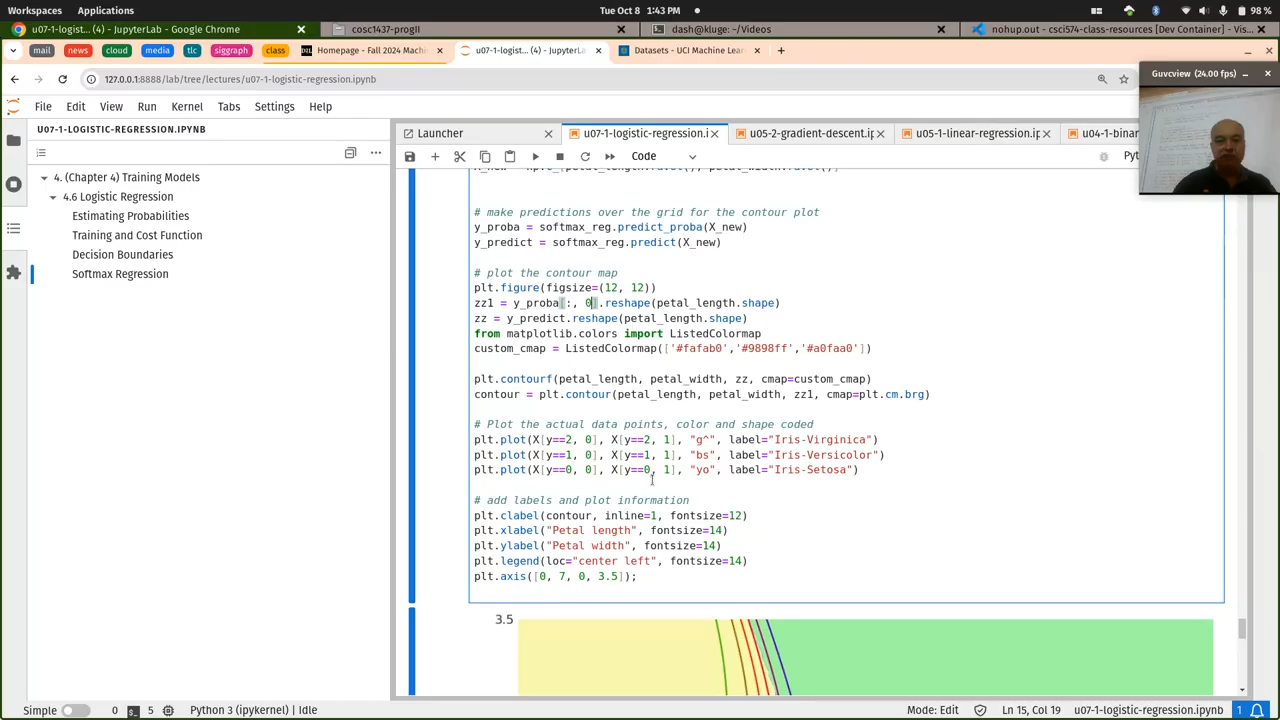 Workspaces Applications Tue Oct 8 1:43 PM 98 %
u07-1-logist... (4) - JupyterLab - Google Chrome cosc1437-progII dash@kluge:~/Videos nohup.out - csci574-class-resources [Dev Container] - Vis...
mail news cloud media tlc siggraph class Homepage - Fall 2024 Mach u07-1-logist... (4) - JupyterL Datasets - UCI Machine Lear
127.0.0.1:8888/lab/tree/lectures/u07-1-logistic-regression.ipynb
Guvcview (24.00 fps)
File Edit View Run Kernel Tabs Settings Help
U07-1-LOGISTIC-REGRESSION.IPYNB
4. (Chapter 4) Training Models
4.6 Logistic Regression
Estimating Probabilities
Training and Cost Function
Decision Boundaries
Softmax Regression
Launcher u07-1-logistic-regression.i u05-2-gradient-descent.ip u05-1-linear-regression.ip u04-1-binar
Code Pyt
# make predictions over the grid for the contour plot
y_proba = softmax_reg.predict_proba(X_new)
y_predict = softmax_reg.predict(X_new)
# plot the contour map
plt.figure(figsize=(12, 12))
zz1 = y_proba[:, 0].reshape(petal_length.shape)
zz = y_predict.reshape(petal_length.shape)
from matplotlib.colors import ListedColormap
custom_cmap = ListedColormap(['#fafab0','#9898ff','#a0faa0'])
plt.contourf(petal_length, petal_width, zz, cmap=custom_cmap)
contour = plt.contour(petal_length, petal_width, zz1, cmap=plt.cm.brg)
# Plot the actual data points, color and shape coded
plt.plot(X[y==2, 0], X[y==2, 1], "g^", label="Iris-Virginica")
plt.plot(X[y==1, 0], X[y==1, 1], "bs", label="Iris-Versicolor")
plt.plot(X[y==0, 0], X[y==0, 1], "yo", label="Iris-Setosa")
# add labels and plot information
plt.clabel(contour, inline=1, fontsize=12)
plt.xlabel("Petal length", fontsize=14)
plt.ylabel("Petal width", fontsize=14)
plt.legend(loc="center left", fontsize=14)
plt.axis([0, 7, 0, 3.5]);
3.5
Simple 0 5 Python 3 (ipykernel) | Idle Mode: Edit Ln 15, Col 19 u07-1-logistic-regression.ipynb 1